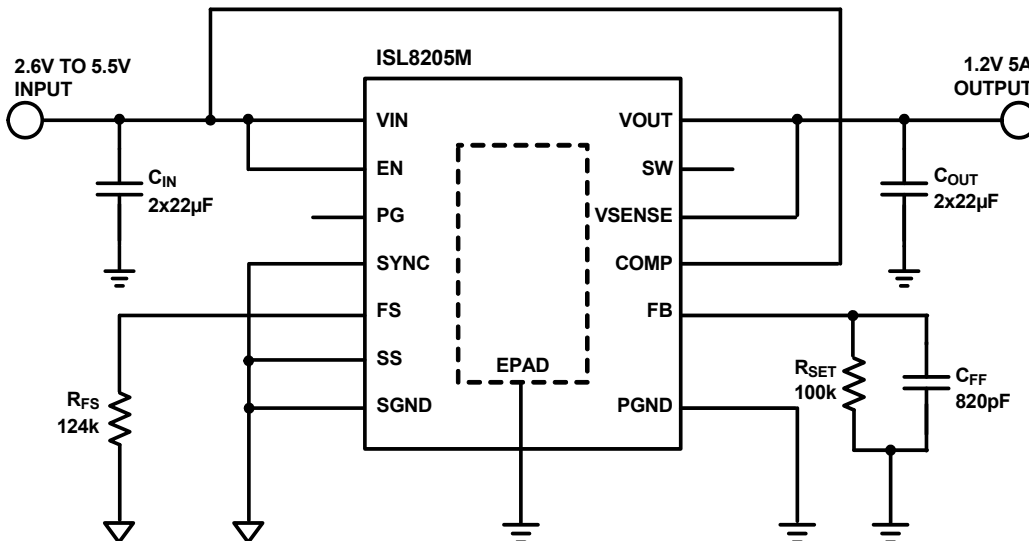 ISL8205M
2.6V TO 5.5V
INPUT
1.2V 5A
OUTPUT
VIN
EN
PG
SYNC
FS
SS
SGND
VOUT
SW
VSENSE
COMP
FB
PGND
EPAD
CIN
2x22µF
COUT
2x22µF
RFS
124k
RSET
100k
CFF
820pF